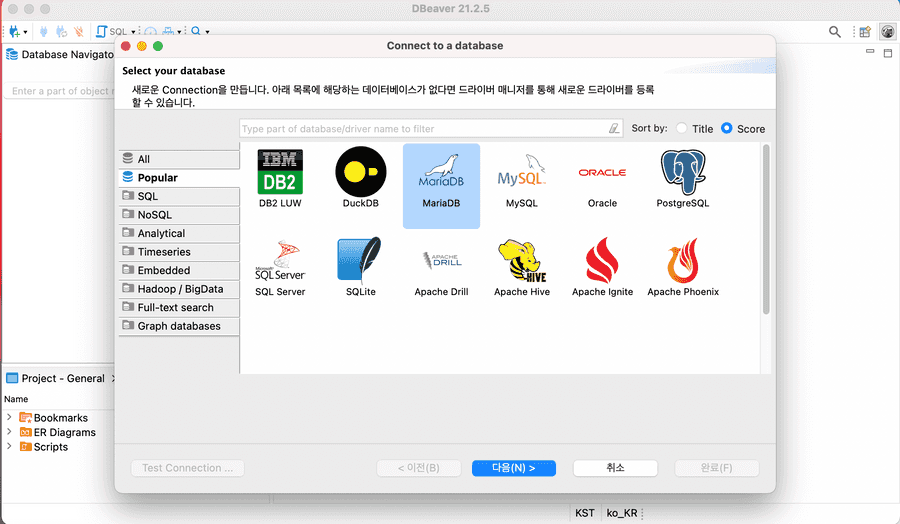 DBeaver 21.2.5
SQL
Database Navigato
Enter a part of object n
Connect to a database
Select your database
새로운 Connection을 만듭니다. 아래 목록에 해당하는 데이터베이스가 없다면 드라이버 매니저를 통해 새로운 드라이버를 등록
할 수 있습니다.
Type part of database/driver name to filter
Sort by:
Title
Score
All
Popular
SQL
NoSQL
Analytical
Timeseries
Embedded
Hadoop / BigData
Full-text search
Graph databases
IBM
DB2
DB2 LUW
DuckDB
MariaDB
MariaDB
MySQL
MySQL
ORACLE
Oracle
PostgreSQL
Microsoft
SQL Server
SQL Server
SQLite
APACHE
DRILL
Apache Drill
HIVE
Apache Hive
Apache Ignite
Apache Phoenix
Project - General
Name
Bookmarks
ER Diagrams
Scripts
Test Connection ...
< 이전(B)
다음(N) >
취소
완료(F)
KST
ko_KR